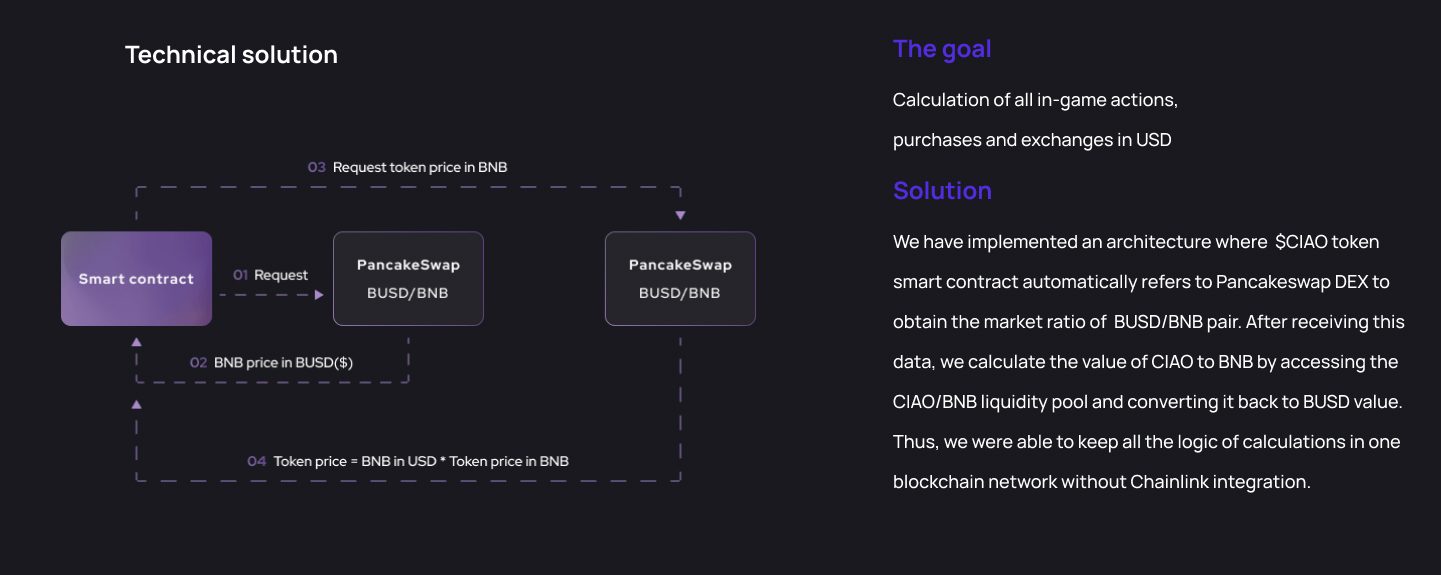 Technical solution
03 Request token price in BNB
Smart contract
01 Request
PancakeSwap
BUSD/BNB
PancakeSwap
BUSD/BNB
02 BNB price in BUSD($)
04 Token price = BNB in USD * Token price in BNB
The goal
Calculation of all in-game actions,
purchases and exchanges in USD
Solution
We have implemented an architecture where $CIAO token
smart contract automatically refers to Pancakeswap DEX to
obtain the market ratio of BUSD/BNB pair. After receiving this
data, we calculate the value of CIAO to BNB by accessing the
CIAO/BNB liquidity pool and converting it back to BUSD value.
Thus, we were able to keep all the logic of calculations in one
blockchain network without Chainlink integration.